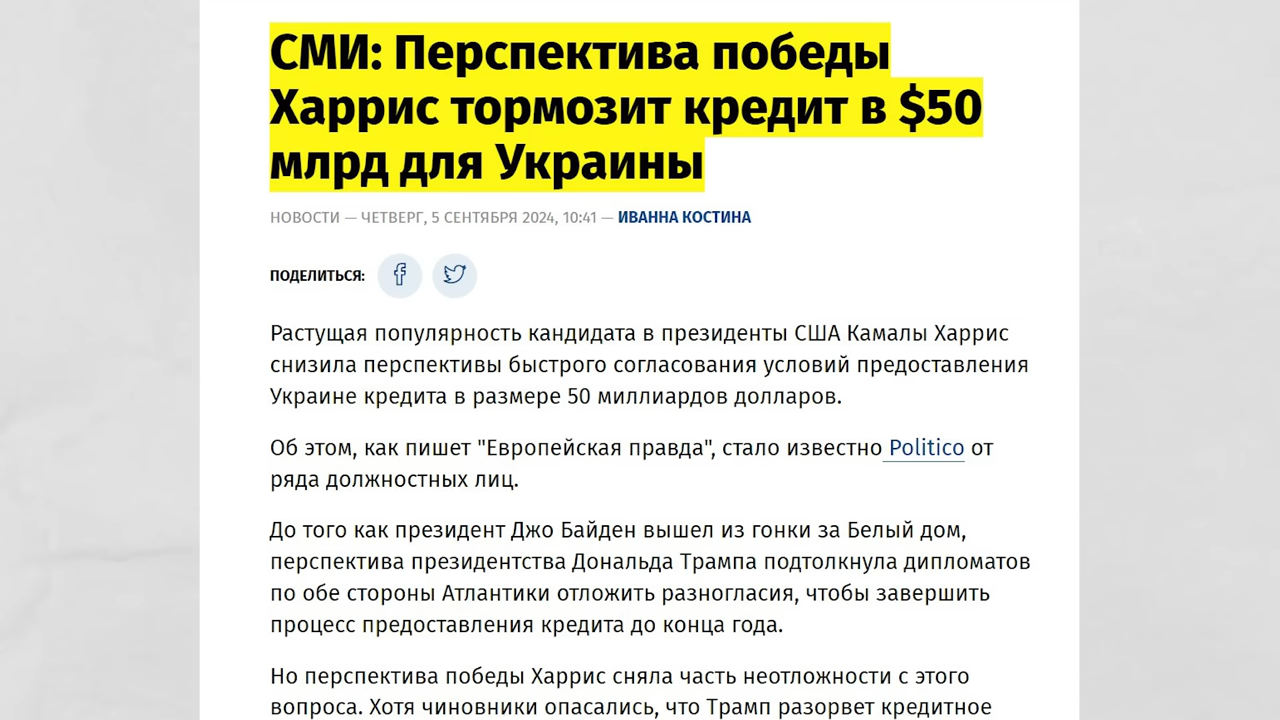 СМИ: Перспектива победы
Харрис тормозит кредит в $50
млрд для Украины
НОВОСТИ — ЧЕТВЕРГ, 5 СЕНТЯБРЯ 2024, 10:41 — ИВАННА КОСТИНА
ПОДЕЛИТЬСЯ:
Растущая популярность кандидата в президенты США Камалы Харрис
снизила перспективы быстрого согласования условий предоставления
Украине кредита в размере 50 миллиардов долларов.
Об этом, как пишет "Европейская правда", стало известно Politico от
ряда должностных лиц.
До того как президент Джо Байден вышел из гонки за Белый дом,
перспектива президентства Дональда Трампа подтолкнула дипломатов
по обе стороны Атлантики отложить разногласия, чтобы завершить
процесс предоставления кредита до конца года.
Но перспектива победы Харрис сняла часть неотложности с этого
вопроса. Хотя чиновники опасались, что Трамп разорвет кредитное